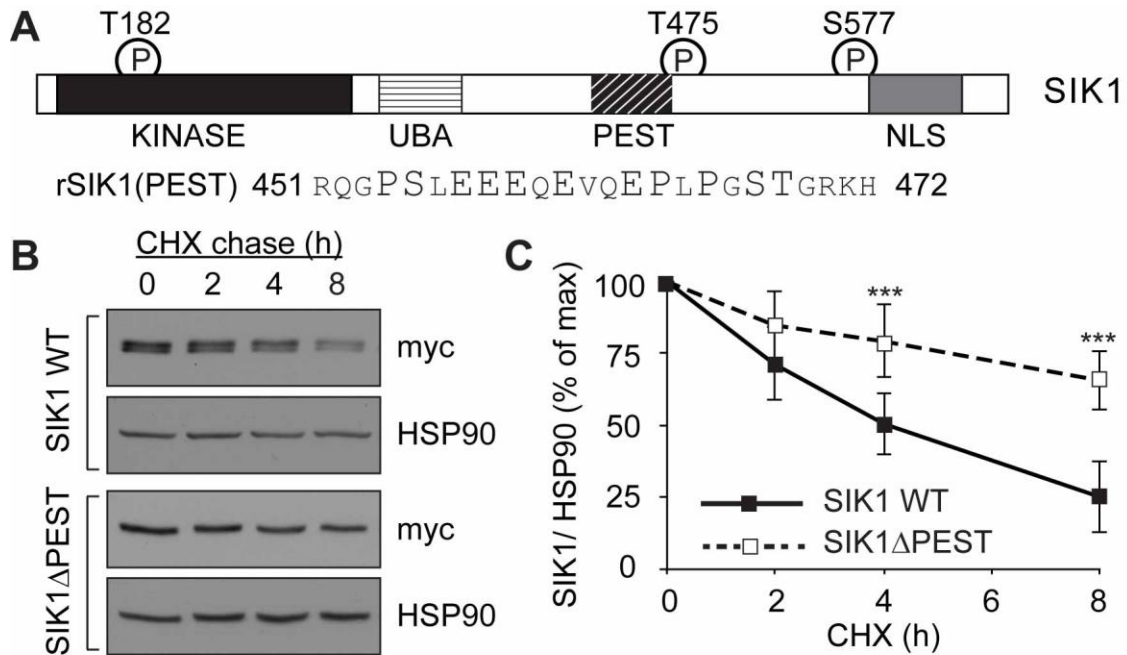 A
T182 T475 S577
P P P
SIK1
KINASE UBA PEST NLS
rSIK1(PEST) 451 RQGPSLEEEQEVQEPLPGSTGRKH 472
B
CHX chase (h)
0 2 4 8
SIK1 WT
myc
HSP90
SIK1ΔPEST
myc
HSP90
C
SIK1/ HSP90 (% of max)
100
75
50
25
0
***
***
SIK1 WT
SIK1ΔPEST
0 2 4 6 8
CHX (h)